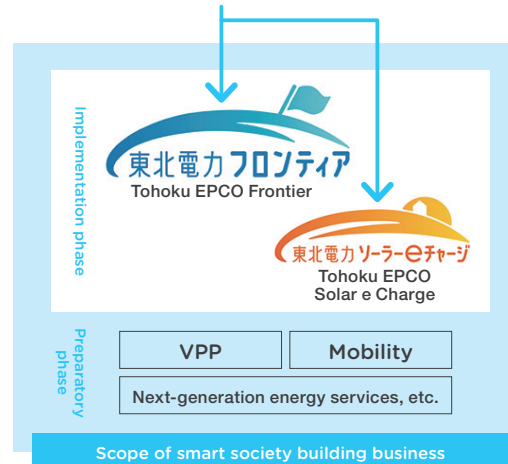 Implementation phase
東北電力フロンティア
Tohoku EPCO Frontier
東北電力 ソーラーeチャージ
Tohoku EPCO
Solar e Charge
Preparatory
phase
VPP
Mobility
Next-generation energy services, etc.
Scope of smart society building business